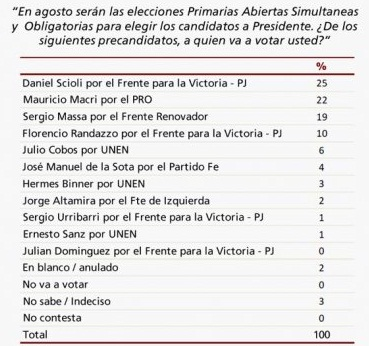 “En agosto serán las elecciones Primarias Abiertas Simultaneas
y Obligatorias para elegir los candidatos a Presidente. ¿De los
siguientes precandidatos, a quien va a votar usted?”
%
Daniel Scioli por el Frente para la Victoria - PJ 25
Mauricio Macri por el PRO 22
Sergio Massa por el Frente Renovador 19
Florencio Randazzo por el Frente para la Victoria - PJ 10
Julio Cobos por UNEN 6
José Manuel de la Sota por el Partido Fe 4
Hermes Binner por UNEN 3
Jorge Altamira por el Fte de Izquierda 2
Sergio Urribarri por el Frente para la Victoria - PJ 1
Ernesto Sanz por UNEN 1
Julian Dominguez por el Frente para la Victoria - PJ 0
En blanco / anulado 2
No va a votar 0
No sabe / Indeciso 3
No contesta 0
Total 100